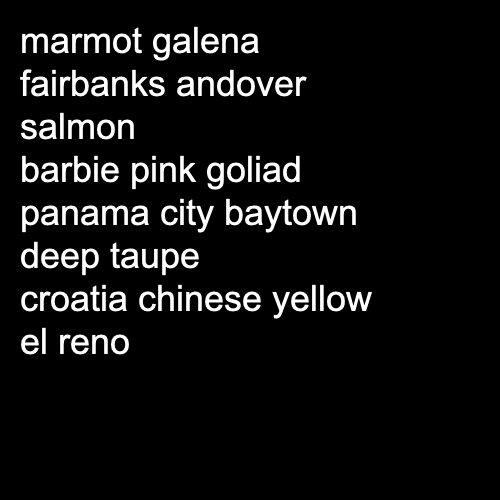 marmot galena
fairbanks andover
salmon
barbie pink goliad
panama city baytown
deep taupe
croatia chinese yellow
el reno